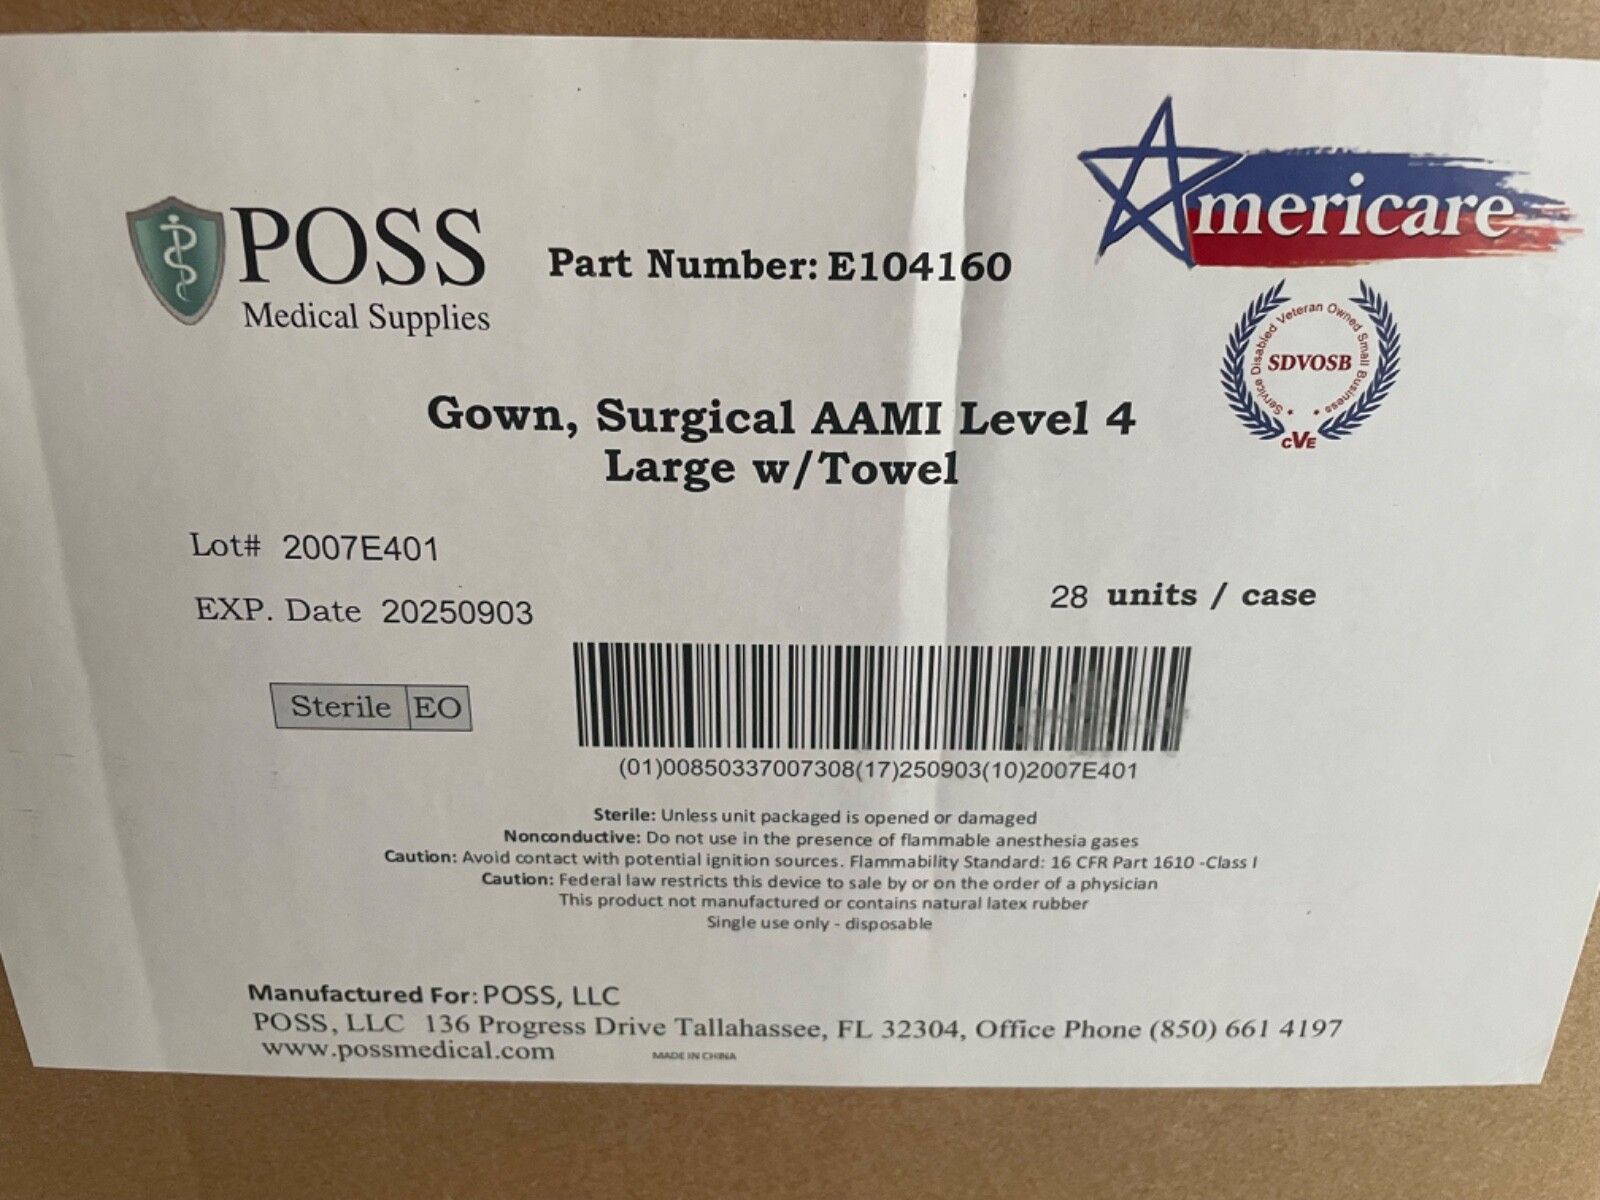 POSS
Medical Supplies
Part Number: E104160
Americare
Service Disabled Veteran Owned Small Business
SDVOSB
CVE
Gown, Surgical AAMI Level 4
Large w/Towel
Lot# 2007E401
EXP. Date 20250903
28 units / case
Sterile EO
(01)00850337007308(17)250903(10)2007E401
Sterile: Unless unit packaged is opened or damaged
Nonconductive: Do not use in the presence of flammable anesthesia gases
Caution: Avoid contact with potential ignition sources. Flammability Standard: 16 CFR Part 1610 -Class I
Caution: Federal law restricts this device to sale by or on the order of a physician
This product not manufactured or contains natural latex rubber
Single use only - disposable
Manufactured For: POSS, LLC
POSS, LLC 136 Progress Drive Tallahassee, FL 32304, Office Phone (850) 661 4197
www.possmedical.com
MADE IN CHINA